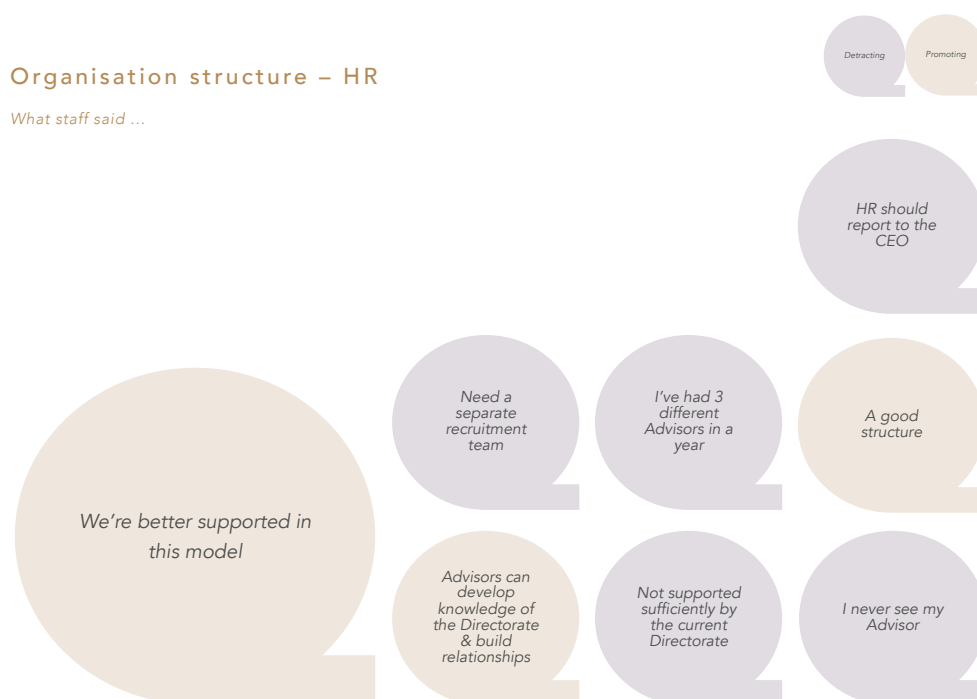 Detracting
Promoting
Organisation structure – HR
What staff said …
HR should
report to the
CEO
Need a
separate
recruitment
team
I’ve had 3
different
Advisors in a
year
A good
structure
We’re better supported in
this model
Advisors can
develop
knowledge of
the Directorate
& build
relationships
Not supported
sufficiently by
the current
Directorate
I never see my
Advisor